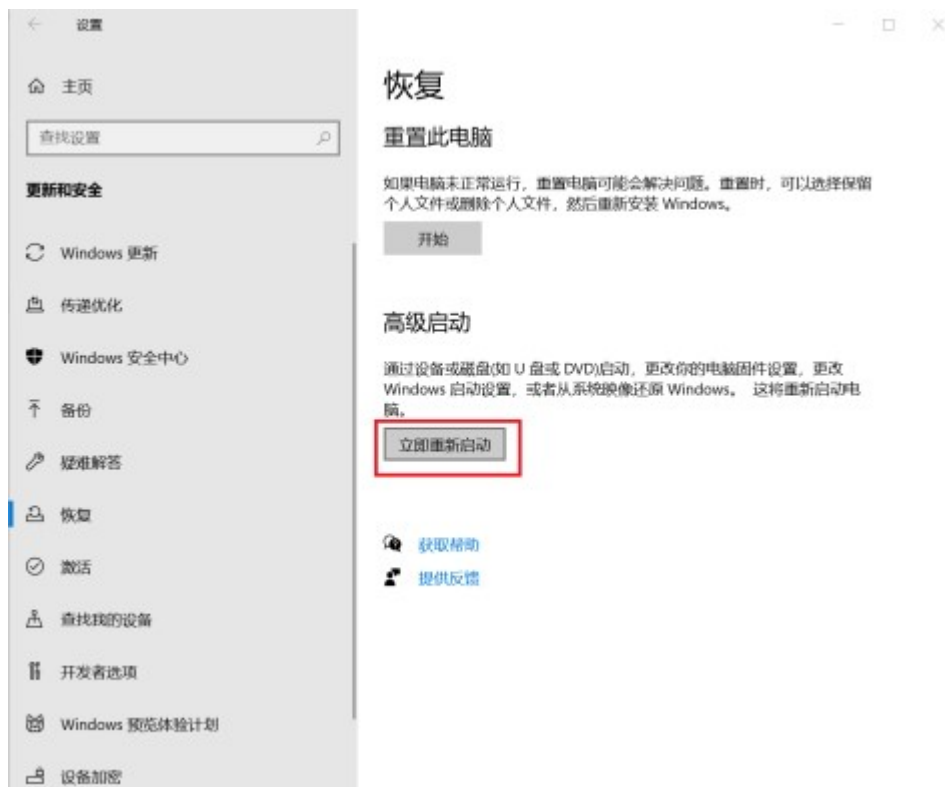 设置
主页
查找设置
更新和安全
Windows 更新
传递优化
Windows 安全中心
备份
疑难解答
恢复
激活
查找我的设备
开发者选项
Windows 预览体验计划
设备加密
恢复
重置此电脑
如果电脑未正常运行，重置电脑可能会解决问题。重置时，可以选择保留
个人文件或删除个人文件，然后重新安装 Windows。
开始
高级启动
通过设备或磁盘(如 U 盘或 DVD)启动，更改你的电脑固件设置，更改
Windows 启动设置，或者从系统映像还原 Windows。 这将重新启动电
脑。
立即重新启动
获取帮助
提供反馈